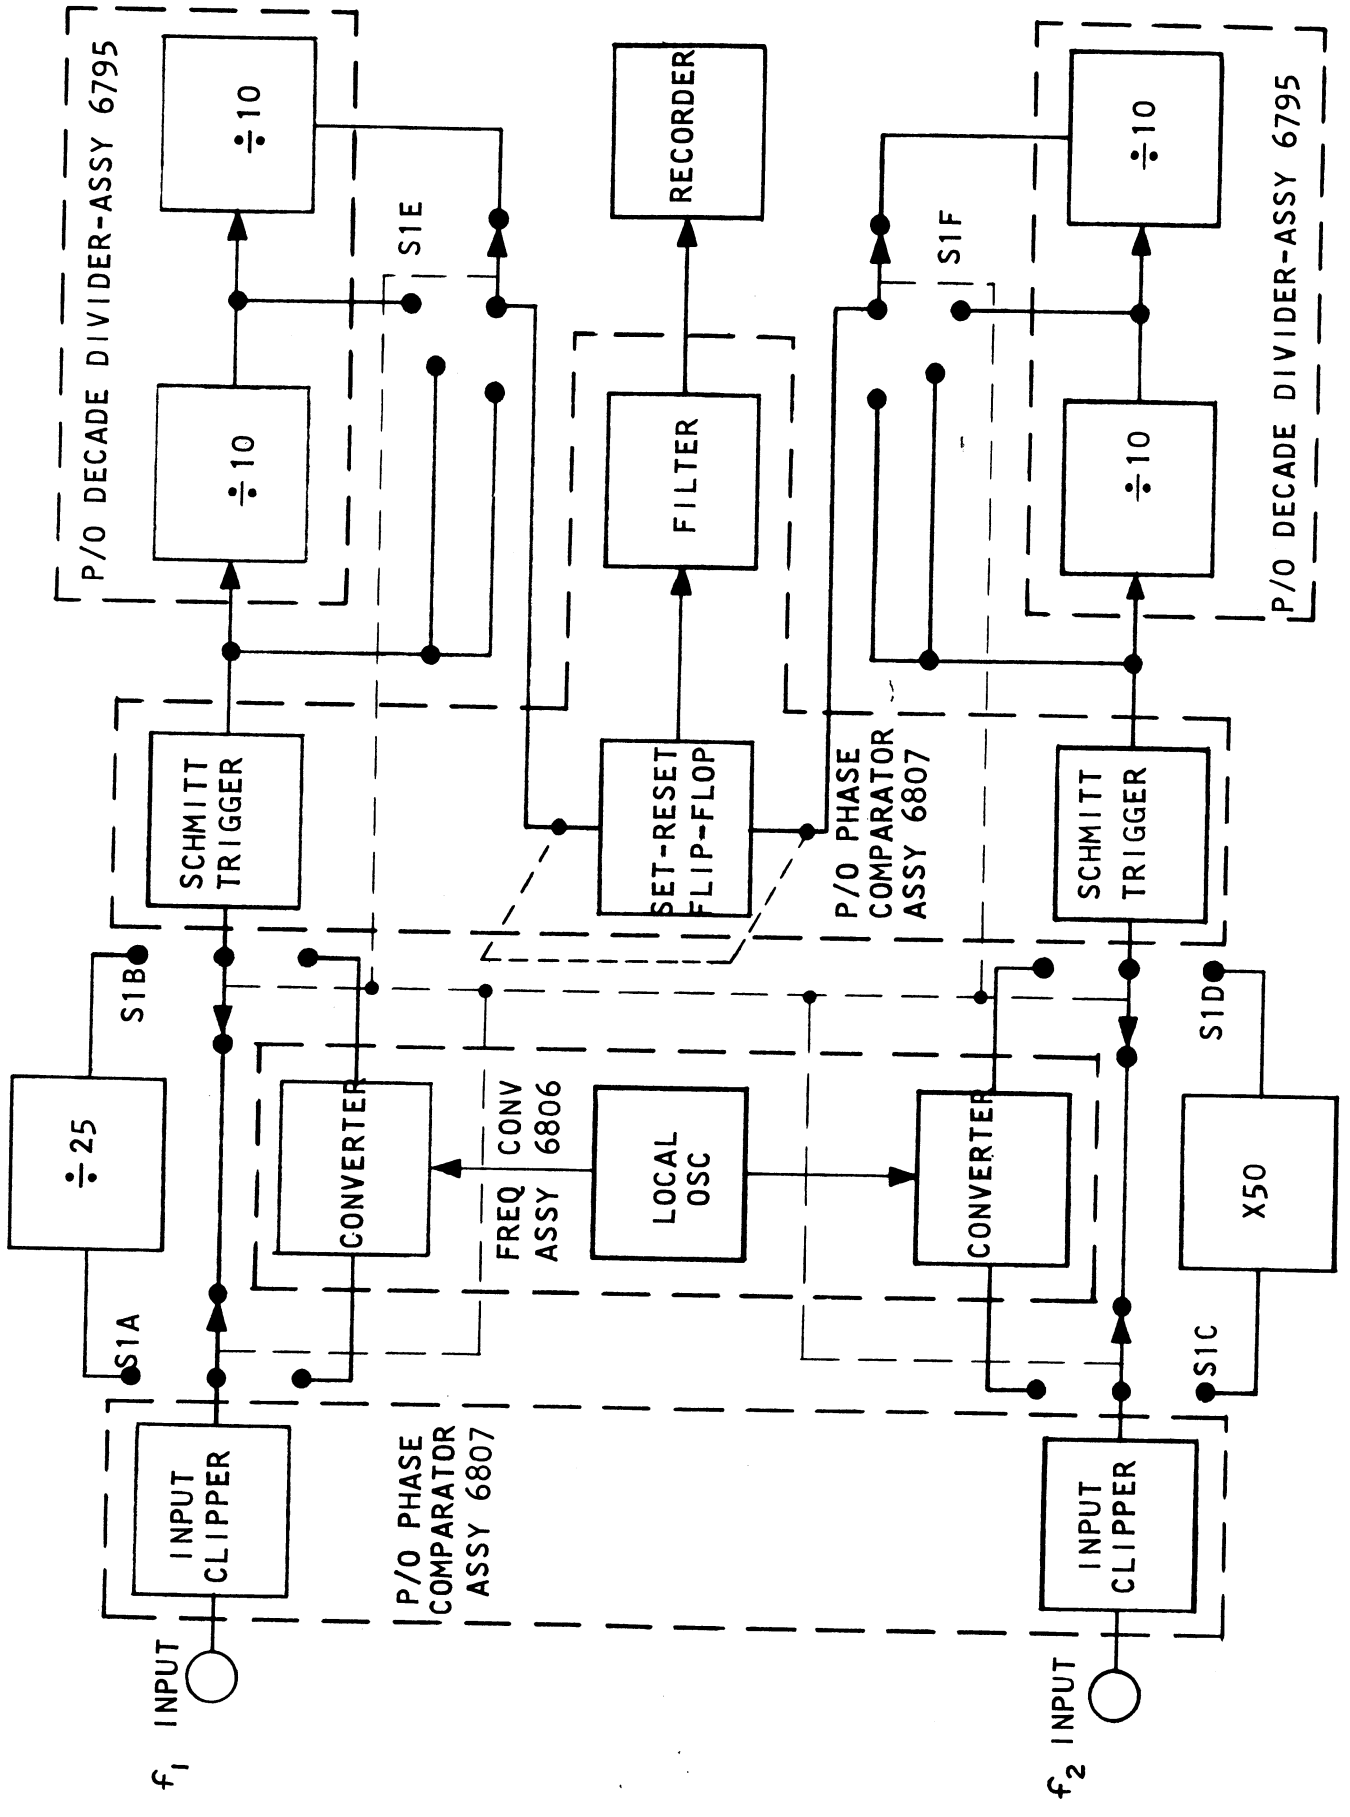 f1 INPUT
INPUT
CLIPPER
P/O PHASE
COMPARATOR
ASSY 6807
S1A
÷25
S1B
CONVERTER
FREQ CONV
ASSY 6806
LOCAL
OSC
CONVERTER
SCHMITT
TRIGGER
P/O DECADE DIVIDER-ASSY 6795
÷10
÷10
S1E
SET-RESET
FLIP-FLOP
FILTER
RECORDER
P/O PHASE
COMPARATOR
ASSY 6807
f2 INPUT
INPUT
CLIPPER
S1C
X50
S1D
SCHMITT
TRIGGER
÷10
÷10
S1F
P/O DECADE DIVIDER-ASSY 6795